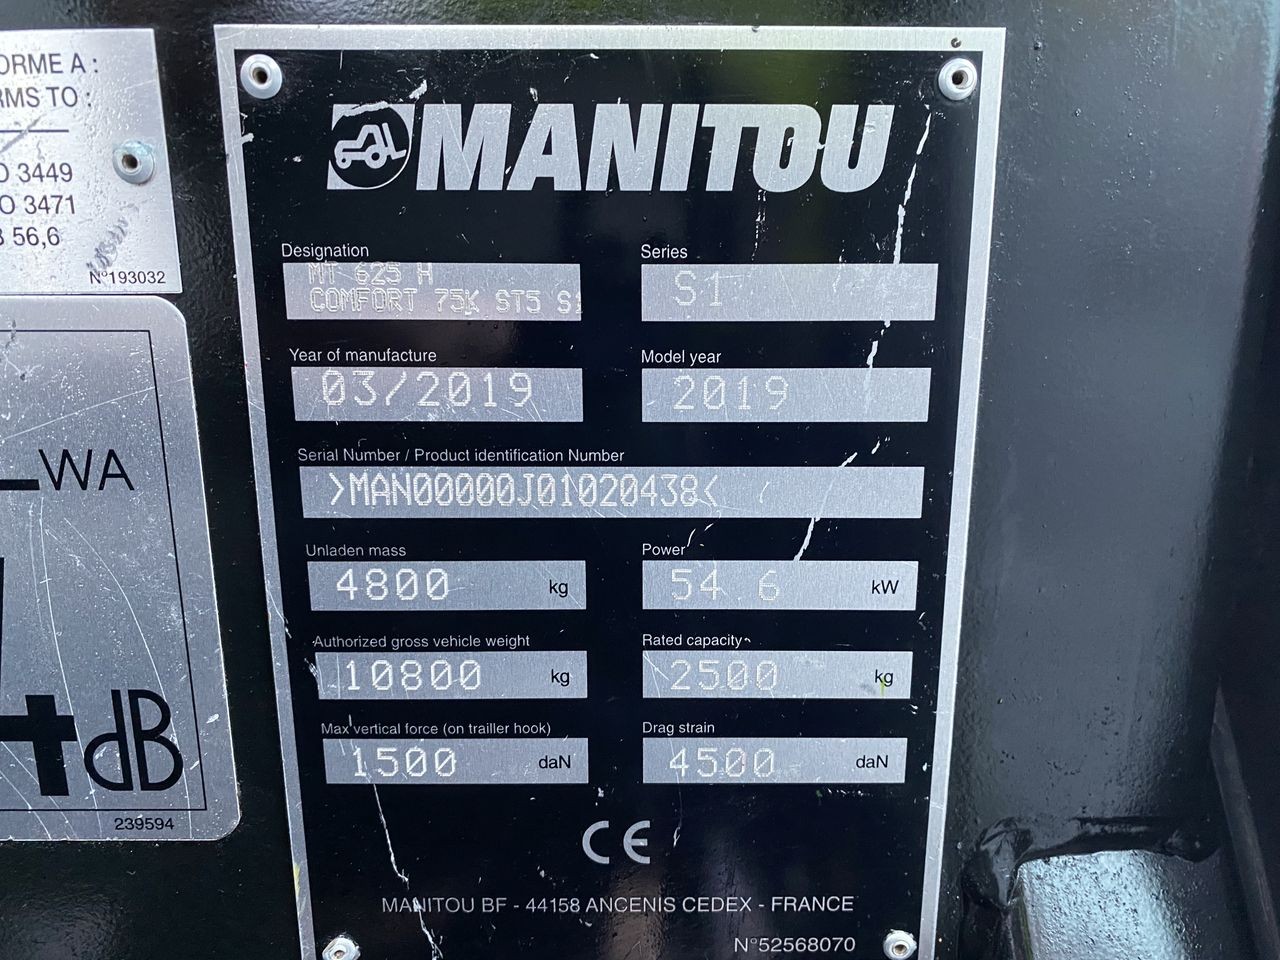 ORME A :
RMS TO :
O 3449
O 3471
56,6
N°193032
WA
dB
239594
MANITOU
Designation
MT 625 H
COMFORT 75K ST5 S1
Series
S1
Year of manufacture
03/2019
Model year
2019
Serial Number / Product identification Number
>MAN00000J01020438<
Unladen mass
4800 kg
Power
54.6 kW
Authorized gross vehicle weight
10800 kg
Rated capacity
2500 kg
Max vertical force (on trailler hook)
1500 daN
Drag strain
4500 daN
CE
MANITOU BF - 44158 ANCENIS CEDEX - FRANCE
N°52568070